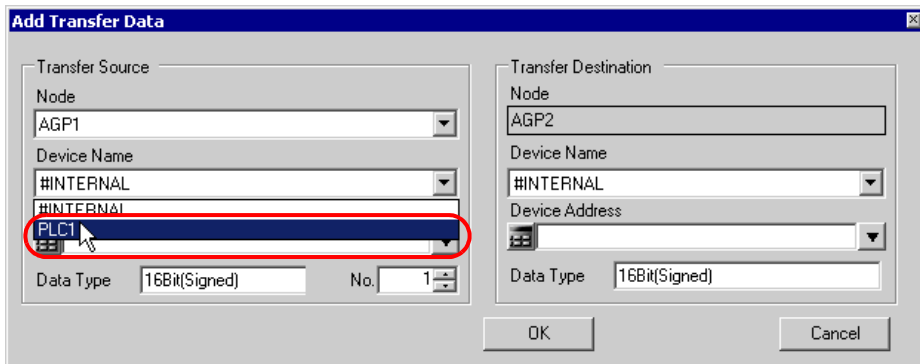 Add Transfer Data
Transfer Source
Node
AGP1
Device Name
#INTERNAL
#INTERNAL
PLC1
Data Type 16Bit(Signed) No. 1
Transfer Destination
Node
AGP2
Device Name
#INTERNAL
Device Address
Data Type 16Bit(Signed)
OK Cancel